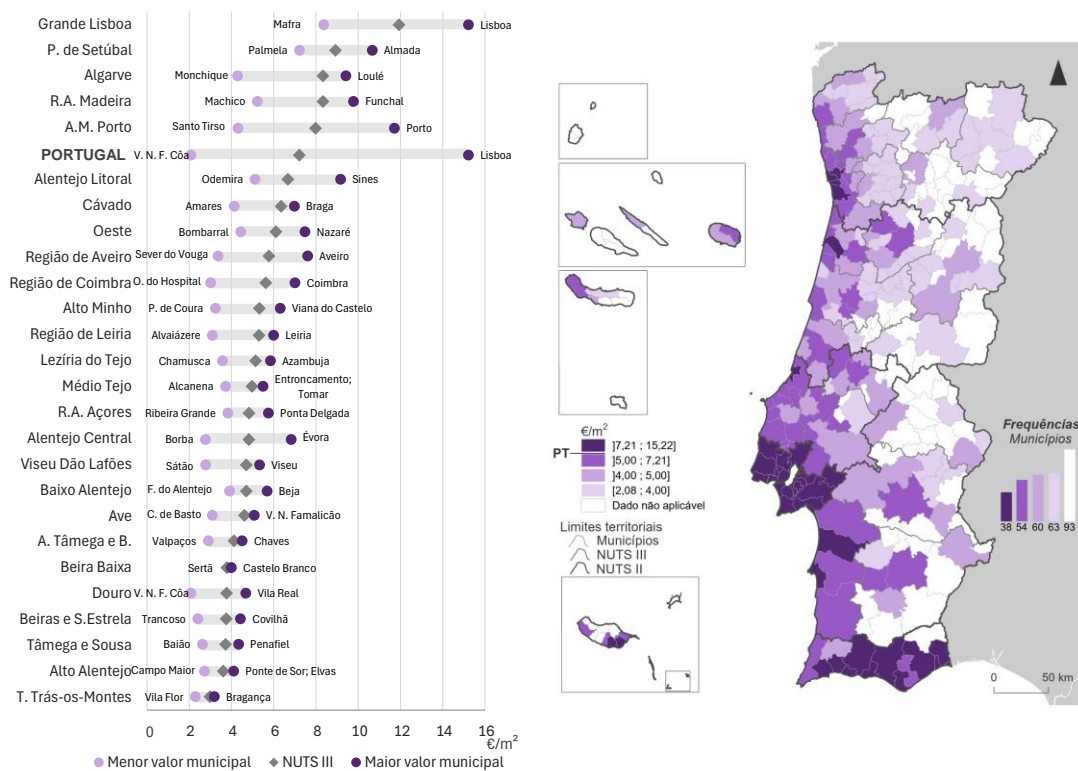 Grande Lisboa Mafra Lisboa
P. de Setúbal Palmela Almada
Algarve Monchique Loulé
R.A. Madeira Machico Funchal
A.M. Porto Santo Tirso Porto
PORTUGAL V. N. F. Côa Lisboa
Alentejo Litoral Odemira Sines
Cávado Amares Braga
Oeste Bombarral Nazaré
Região de Aveiro Sever do Vouga Aveiro
Região de Coimbra O. do Hospital Coimbra
Alto Minho P. de Coura Viana do Castelo
Região de Leiria Alvaiázere Leiria
Lezíria do Tejo Chamusca Azambuja
Médio Tejo Alcanena Entroncamento;
Tomar
R.A. Açores Ribeira Grande Ponta Delgada
Alentejo Central Borba Évora
Viseu Dão Lafões Sátão Viseu
Baixo Alentejo F. do Alentejo Beja
Ave C. de Basto V. N. Famalicão
A. Tâmega e B. Valpaços Chaves
Beira Baixa Sertã Castelo Branco
Douro V. N. F. Côa Vila Real
Beiras e S.Estrela Trancoso Covilhã
Tâmega e Sousa Baião Penafiel
Alto Alentejo Campo Maior Ponte de Sor; Elvas
T. Trás-os-Montes Vila Flor Bragança
0 2 4 6 8 10 12 14 16
€/m²
Menor valor municipal NUTS III Maior valor municipal
€/m²
PT
]7,21 ; 15,22]
]5,00 ; 7,21]
]4,00 ; 5,00]
[2,08 ; 4,00]
Dado não aplicável
Limites territoriais
Municípios
NUTS III
NUTS II
Frequências
Municípios
38 54 60 63 93
0 50 km